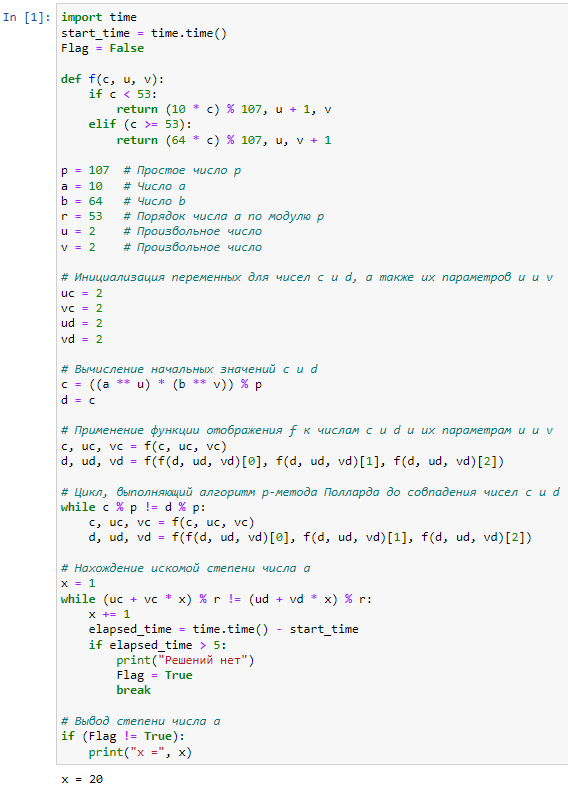 In [1]: import time
start_time = time.time()
Flag = False

def f(c, u, v):
    if c < 53:
        return (10 * c) % 107, u + 1, v
    elif (c >= 53):
        return (64 * c) % 107, u, v + 1

p = 107  # Простое число p
a = 10   # Число a
b = 64   # Число b
r = 53   # Порядок числа a по модулю p
u = 2    # Произвольное число
v = 2    # Произвольное число

# Инициализация переменных для чисел c и d, а также их параметров u и v
uc = 2
vc = 2
ud = 2
vd = 2

# Вычисление начальных значений c и d
c = ((a ** u) * (b ** v)) % p
d = c

# Применение функции отображения f к числам c и d и их параметрам u и v
c, uc, vc = f(c, uc, vc)
d, ud, vd = f(f(d, ud, vd)[0], f(d, ud, vd)[1], f(d, ud, vd)[2])

# Цикл, выполняющий алгоритм p-метода Полларда до совпадения чисел c и d
while c % p != d % p:
    c, uc, vc = f(c, uc, vc)
    d, ud, vd = f(f(d, ud, vd)[0], f(d, ud, vd)[1], f(d, ud, vd)[2])

# Нахождение искомой степени числа a
x = 1
while (uc + vc * x) % r != (ud + vd * x) % r:
    x += 1
    elapsed_time = time.time() - start_time
    if elapsed_time > 5:
        print("Решений нет")
        Flag = True
        break

# Вывод степени числа a
if (Flag != True):
    print("x =", x)
x = 20